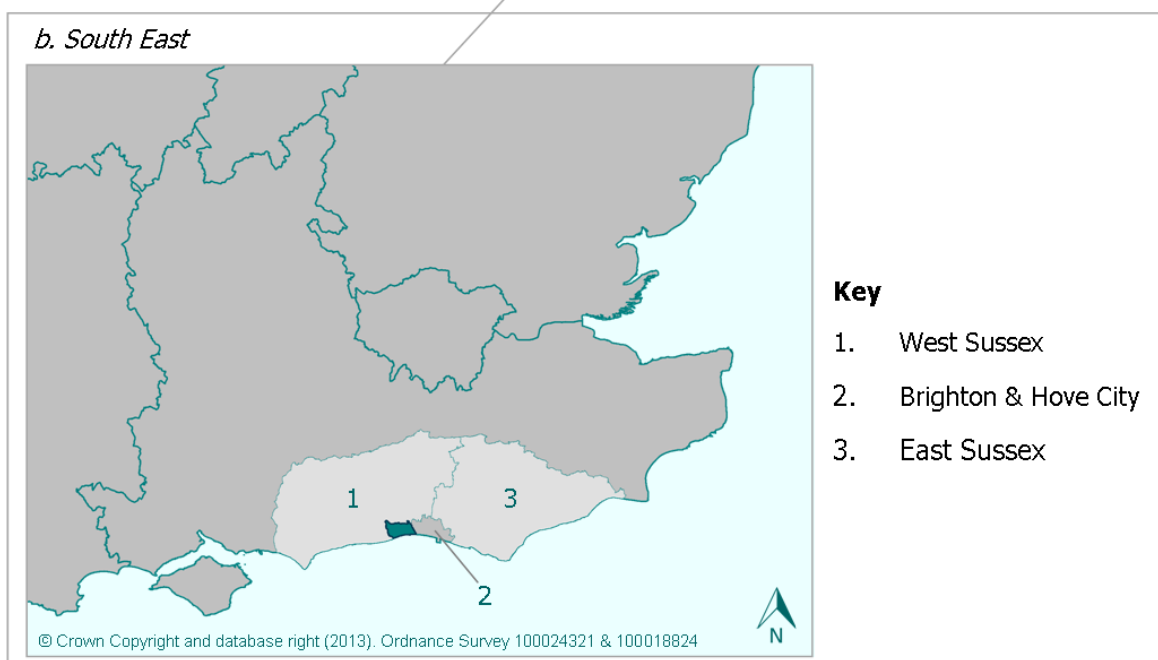 b. South East
Key
1. West Sussex
2. Brighton & Hove City
3. East Sussex
1
3
2
N
© Crown Copyright and database right (2013). Ordnance Survey 100024321 & 100018824